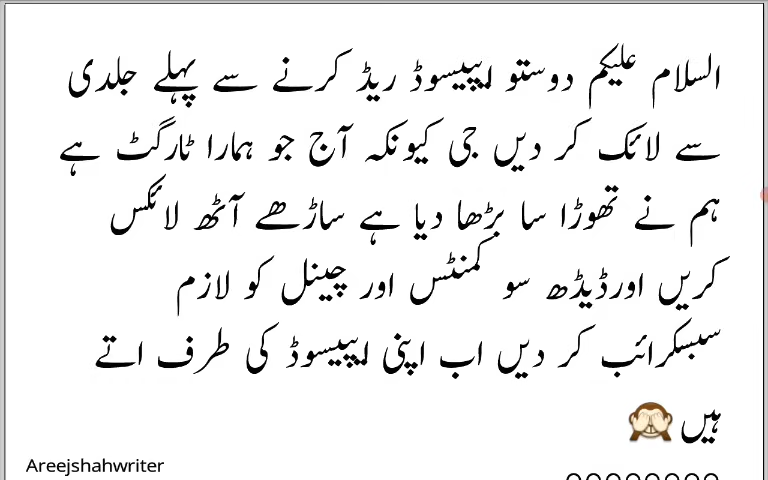 السلام علیکم دوستو ایپیسوڈ ریڈ کرنے سے پہلے جلدی
سے لائک کر دیں جی کیونکہ آج جو ہمارا ٹارگٹ ہے
ہم نے تھوڑا سا بڑھا دیا ہے ساڑھے آٹھ لائکس
کریں اورڈیڈھ سو کمنٹس اور چینل کو لازم
سبسکرائب کر دیں اب اپنی ایپیسوڈ کی طرف اتے
ہیں 🙈
Areejshahwriter